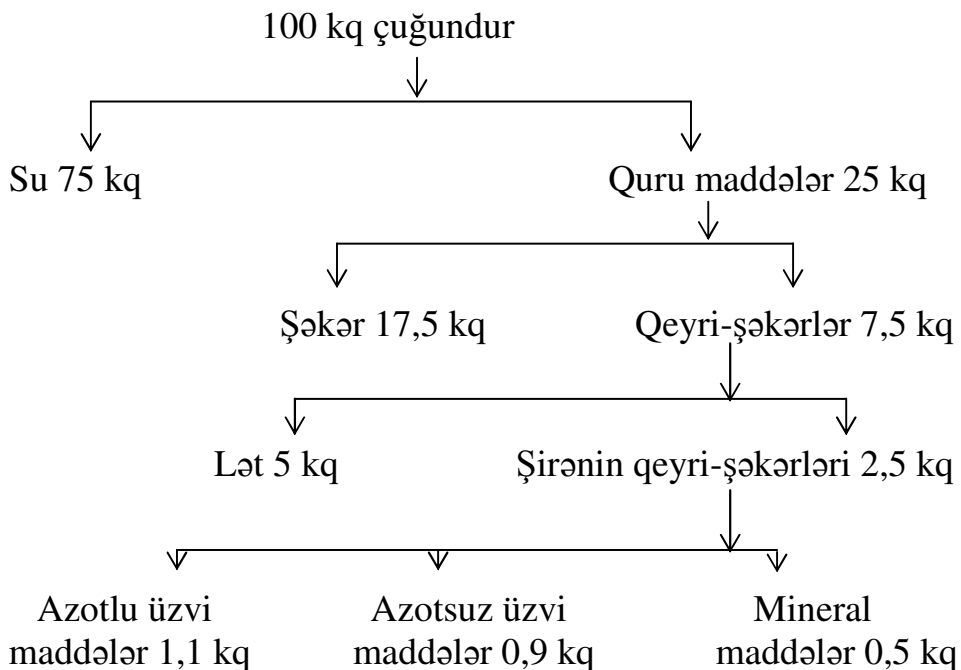 100 kq çuğundur
Su 75 kq
Quru maddələr 25 kq
Şəkər 17,5 kq
Qeyri-şəkərlər 7,5 kq
Lət 5 kq
Şirənin qeyri-şəkərləri 2,5 kq
Azotlu üzvi
maddələr 1,1 kq
Azotsuz üzvi
maddələr 0,9 kq
Mineral
maddələr 0,5 kq